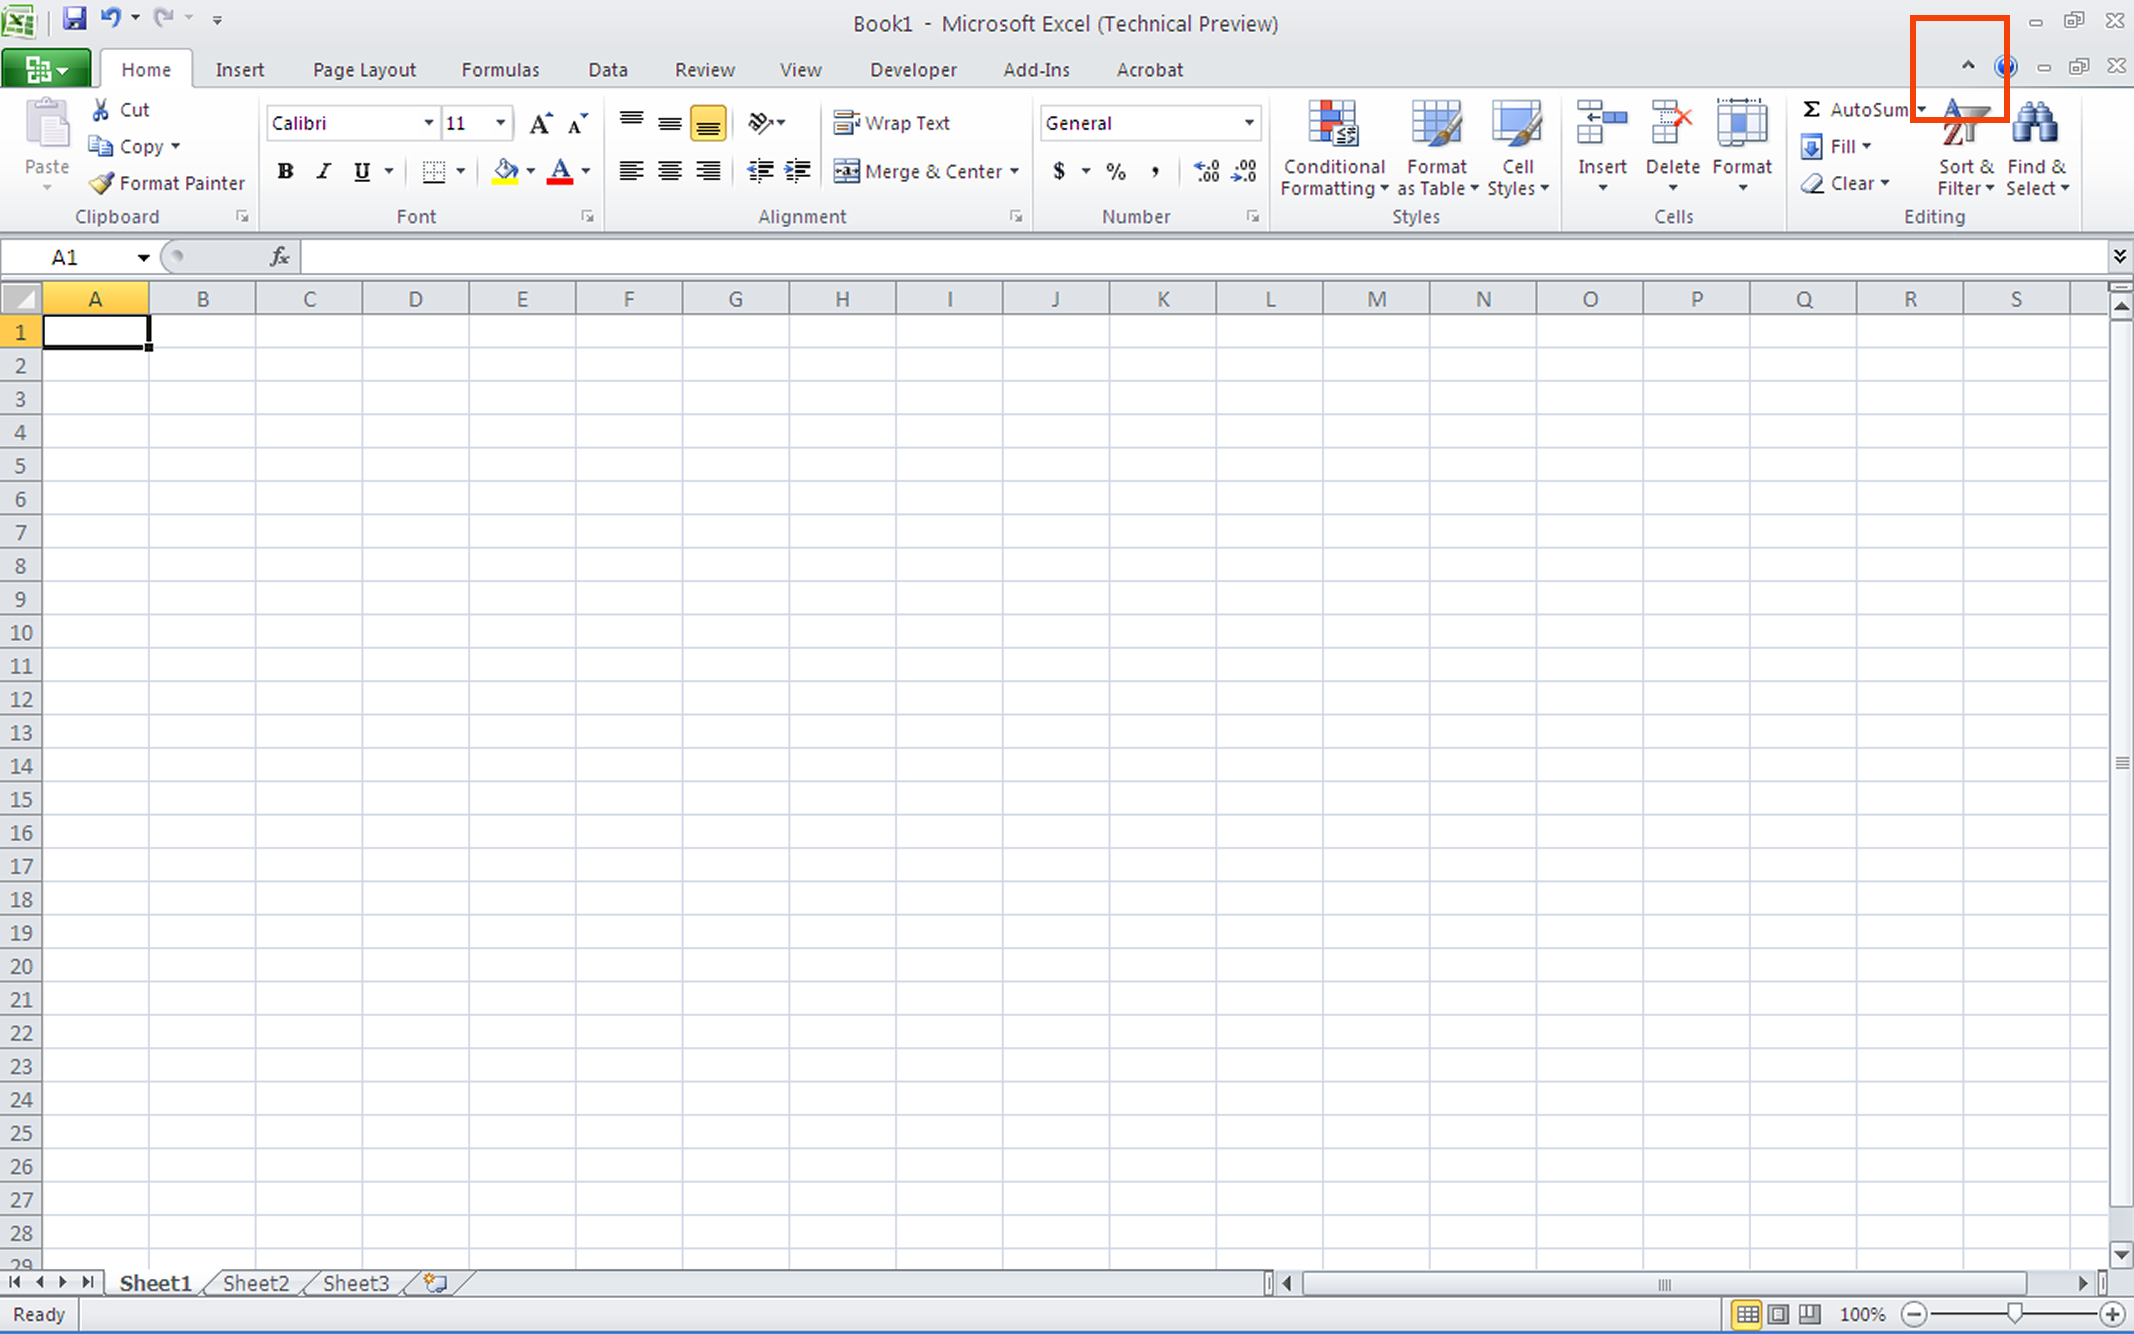 Book1 - Microsoft Excel (Technical Preview)
Home Insert Page Layout Formulas Data Review View Developer Add-Ins Acrobat
Paste Cut
Copy
Format Painter
Clipboard
Calibri 11
B I U
Font
Wrap Text
Merge & Center
Alignment
General
$ % ,
Number
Conditional Formatting
Format as Table
Cell Styles
Styles
Insert Delete Format
Cells
Σ AutoSum
Fill
Clear
Sort & Filter
Find & Select
Editing
A1 fx
A B C D E F G H I J K L M N O P Q R S
1
2
3
4
5
6
7
8
9
10
11
12
13
14
15
16
17
18
19
20
21
22
23
24
25
26
27
28
29
Sheet1 Sheet2 Sheet3
Ready 100%